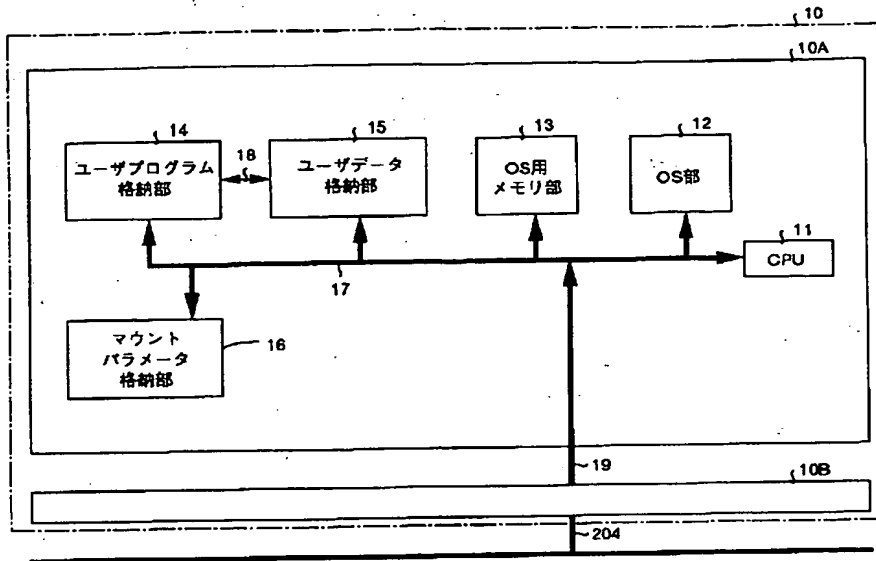 10
10A
14
ユーザプログラム
格納部
18
15
ユーザデータ
格納部
13
OS用
メモリ部
12
OS部
11
CPU
17
マウント
パラメータ
格納部
16
19
10B
204